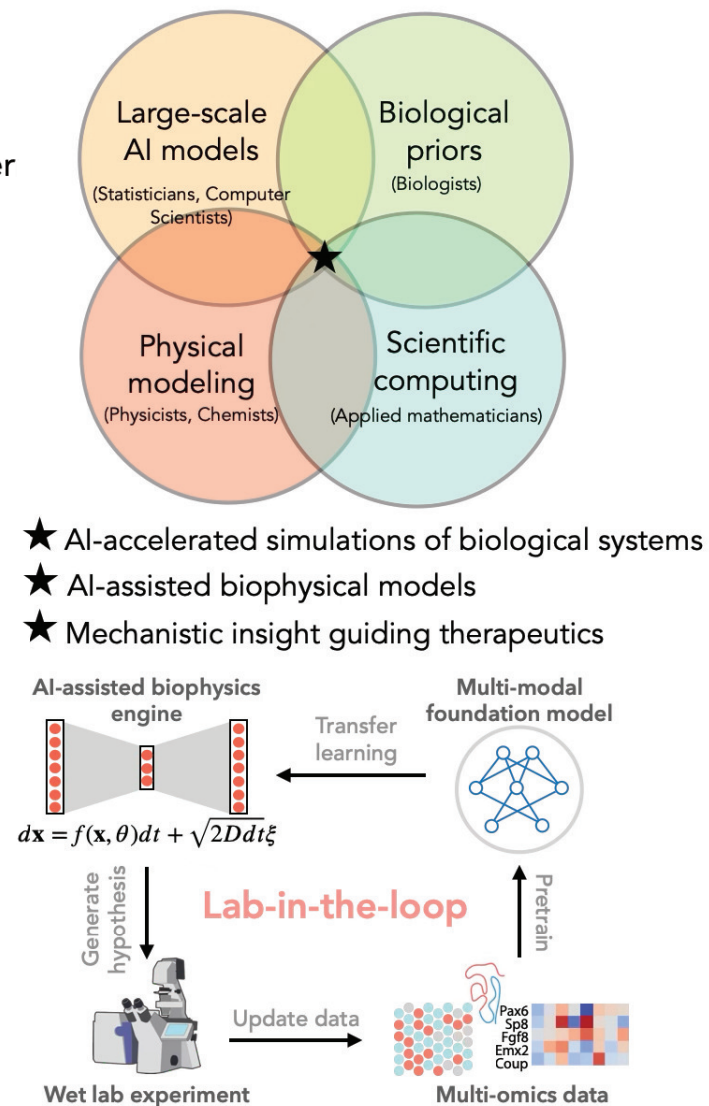 Large-scale
AI models
(Statisticians, Computer
Scientists)
Biological
priors
(Biologists)
er
Physical
modeling
(Physicists, Chemists)
Scientific
computing
(Applied mathematicians)
★ AI-accelerated simulations of biological systems
★ AI-assisted biophysical models
★ Mechanistic insight guiding therapeutics
AI-assisted biophysics
engine
Transfer
learning
Multi-modal
foundation model
dx = f(x, θ)dt + √2Ddtξ
Generate
hypothesis
Lab-in-the-loop
Pretrain
Update data
Pax6
Sp8
Fgf8
Emx2
Coup
Wet lab experiment
Multi-omics data